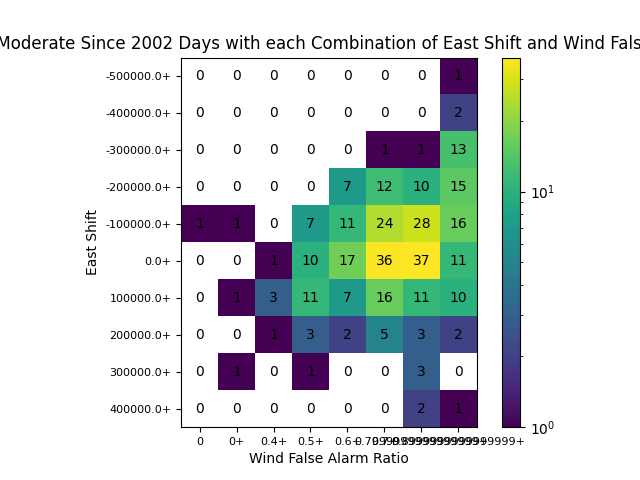 Moderate Since 2002 Days with each Combination of East Shift and Wind Fals
-500000.0+ 0 0 0 0 0 0 0 1
-400000.0+ 0 0 0 0 0 0 0 2
-300000.0+ 0 0 0 0 0 1 1 13
-200000.0+ 0 0 0 0 7 12 10 15
-100000.0+ 1 1 0 7 11 24 28 16
0.0+ 0 0 1 10 17 36 37 11
100000.0+ 0 1 3 11 7 16 11 10
200000.0+ 0 0 1 3 2 5 3 2
300000.0+ 0 1 0 1 0 0 3 0
400000.0+ 0 0 0 0 0 0 2 1
0 0+ 0.4+ 0.5+ 0.6+
Wind False Alarm Ratio
East Shift
10¹
10⁰